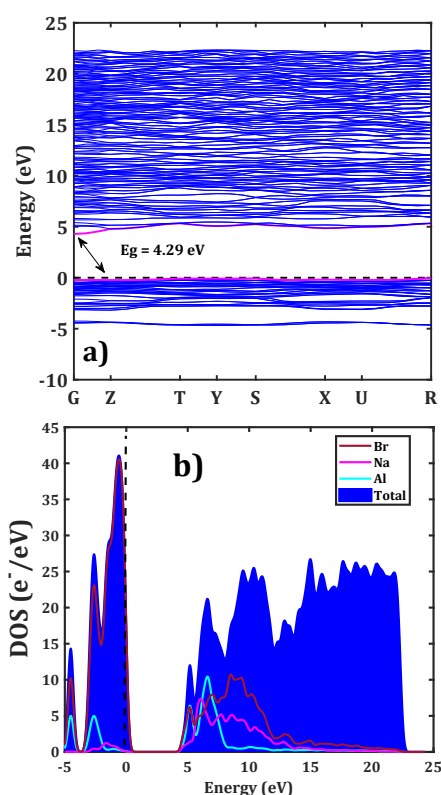 25
20
15
10
5
0
-5
-10
Energy (eV)
Eg = 4.29 eV
a)
G Z T Y S X U R
45
40
35
30
25
20
15
10
5
0
DOS (e⁻/eV)
b)
Br
Na
Al
Total
-5 0 5 10 15 20 25
Energy (eV)